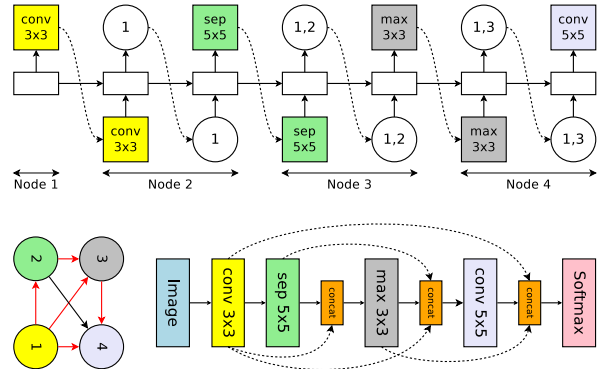 conv
3x3
1
sep
5x5
1,2
max
3x3
1,3
conv
5x5
conv
3x3
1
sep
5x5
1,2
max
3x3
1,3
Node 1
Node 2
Node 3
Node 4
2
3
1
4
Image
conv 3x3
sep 5x5
concat
max 3x3
concat
conv 5x5
concat
Softmax